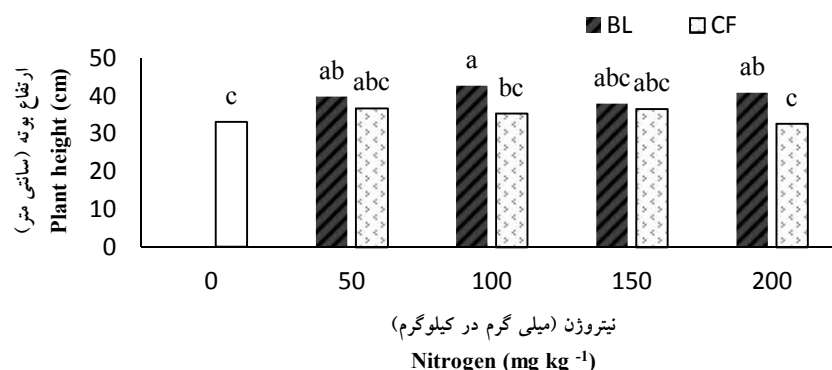 BL CF
ارتفاع بوته (سانتی متر)
Plant height (cm)
50
40
30
20
10
0
c ab abc a bc abc abc ab c
0 50 100 150 200
نیتروژن (میلی گرم در کیلوگرم)
Nitrogen (mg kg -1)